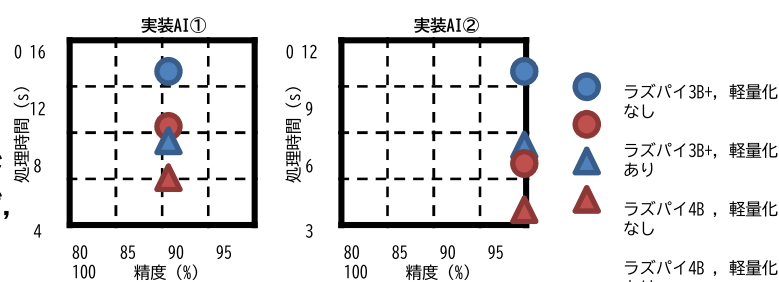 実装AI①
0 16
12
8
4
処理時間（s）
80 85 90 95
100
精度（%）
実装AI②
0 12
9
6
3
処理時間（s）
80 85 90 95
100
精度（%）
ラズパイ3B+，軽量化
なし
ラズパイ3B+，軽量化
あり
ラズパイ4B ，軽量化
なし
ラズパイ4B ，軽量化